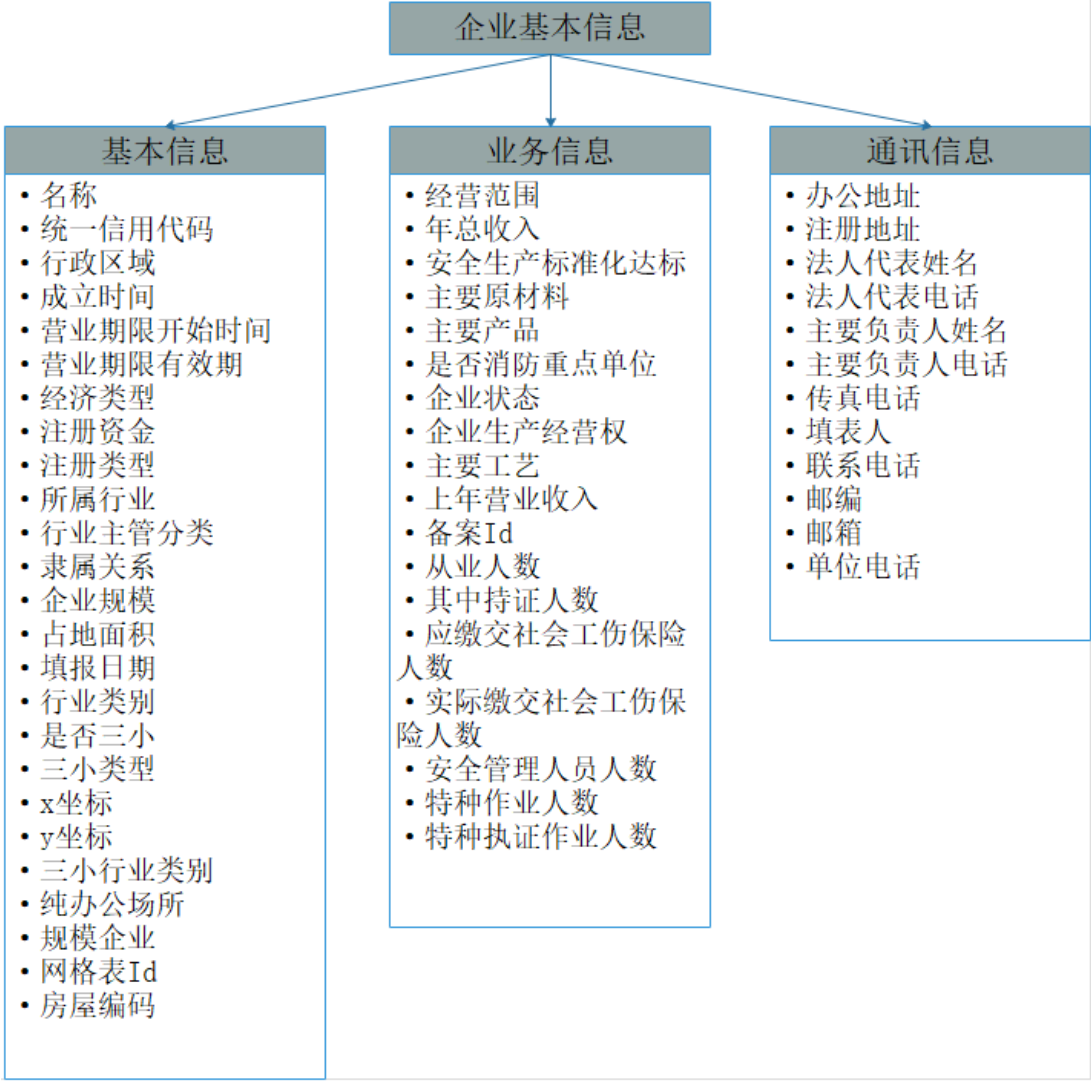 企业基本信息
基本信息
• 名称
• 统一信用代码
• 行政区域
• 成立时间
• 营业期限开始时间
• 营业期限有效期
• 经济类型
• 注册资金
• 注册类型
• 所属行业
• 行业主管分类
• 隶属关系
• 企业规模
• 占地面积
• 填报日期
• 行业类别
• 是否三小
• 三小类型
• x坐标
• y坐标
• 三小行业类别
• 纯办公场所
• 规模企业
• 网格表Id
• 房屋编码
业务信息
• 经营范围
• 年总收入
• 安全生产标准化达标
• 主要原材料
• 主要产品
• 是否消防重点单位
• 企业状态
• 企业生产经营权
• 主要工艺
• 上年营业收入
• 备案Id
• 从业人数
• 其中持证人数
• 应缴交社会工伤保险
人数
• 实际缴交社会工伤保
险人数
• 安全管理人员人数
• 特种作业人数
• 特种执证作业人数
通讯信息
• 办公地址
• 注册地址
• 法人代表姓名
• 法人代表电话
• 主要负责人姓名
• 主要负责人电话
• 传真电话
• 填表人
• 联系电话
• 邮编
• 邮箱
• 单位电话